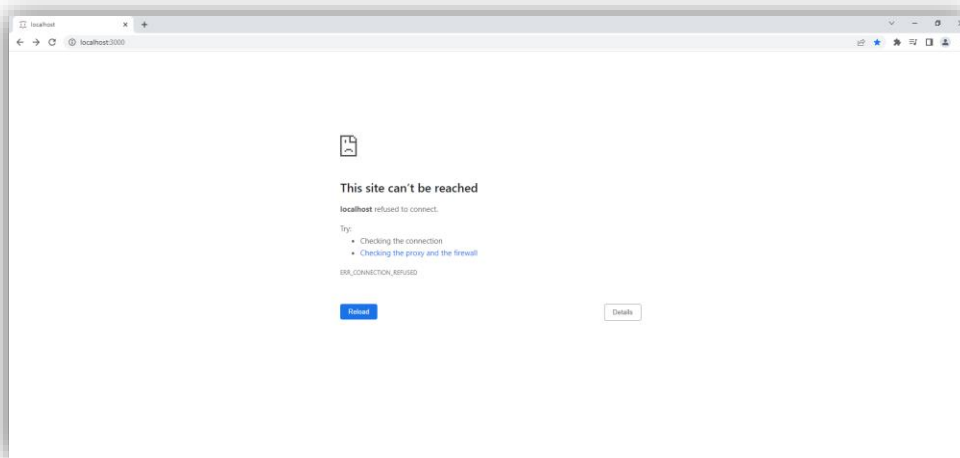 localhost
localhost:3000
This site can't be reached
localhost refused to connect.
Try:
• Checking the connection
• Checking the proxy and the firewall
ERR_CONNECTION_REFUSED
Reload
Details